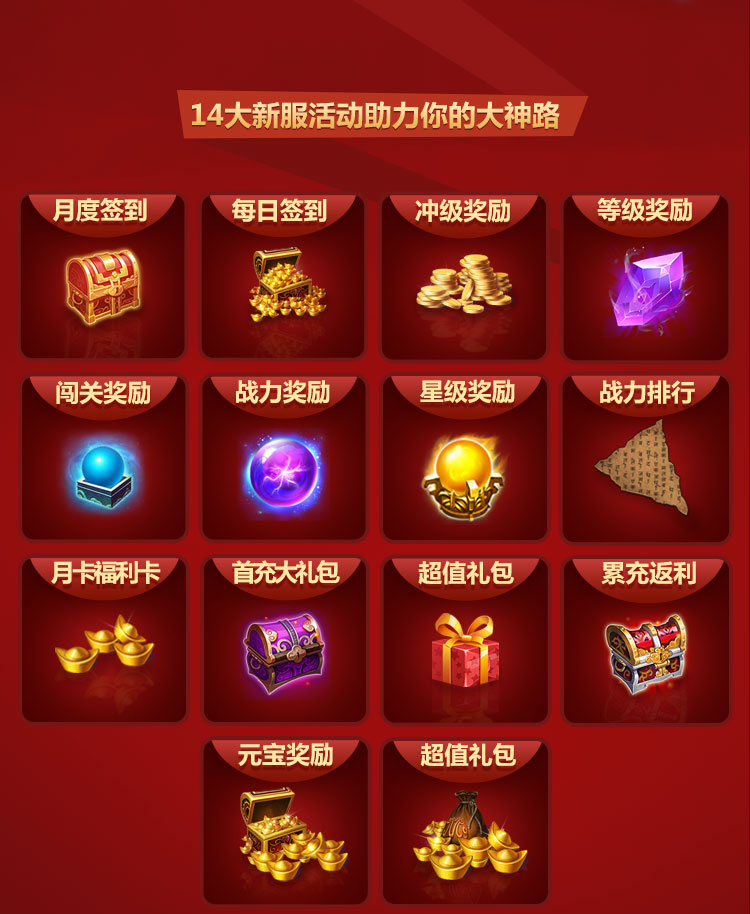 14大新服活动助力你的大神路
月度签到
每日签到
冲级奖励
等级奖励
闯关奖励
战力奖励
星级奖励
战力排行
月卡福利卡
首充大礼包
超值礼包
累充返利
元宝奖励
超值礼包